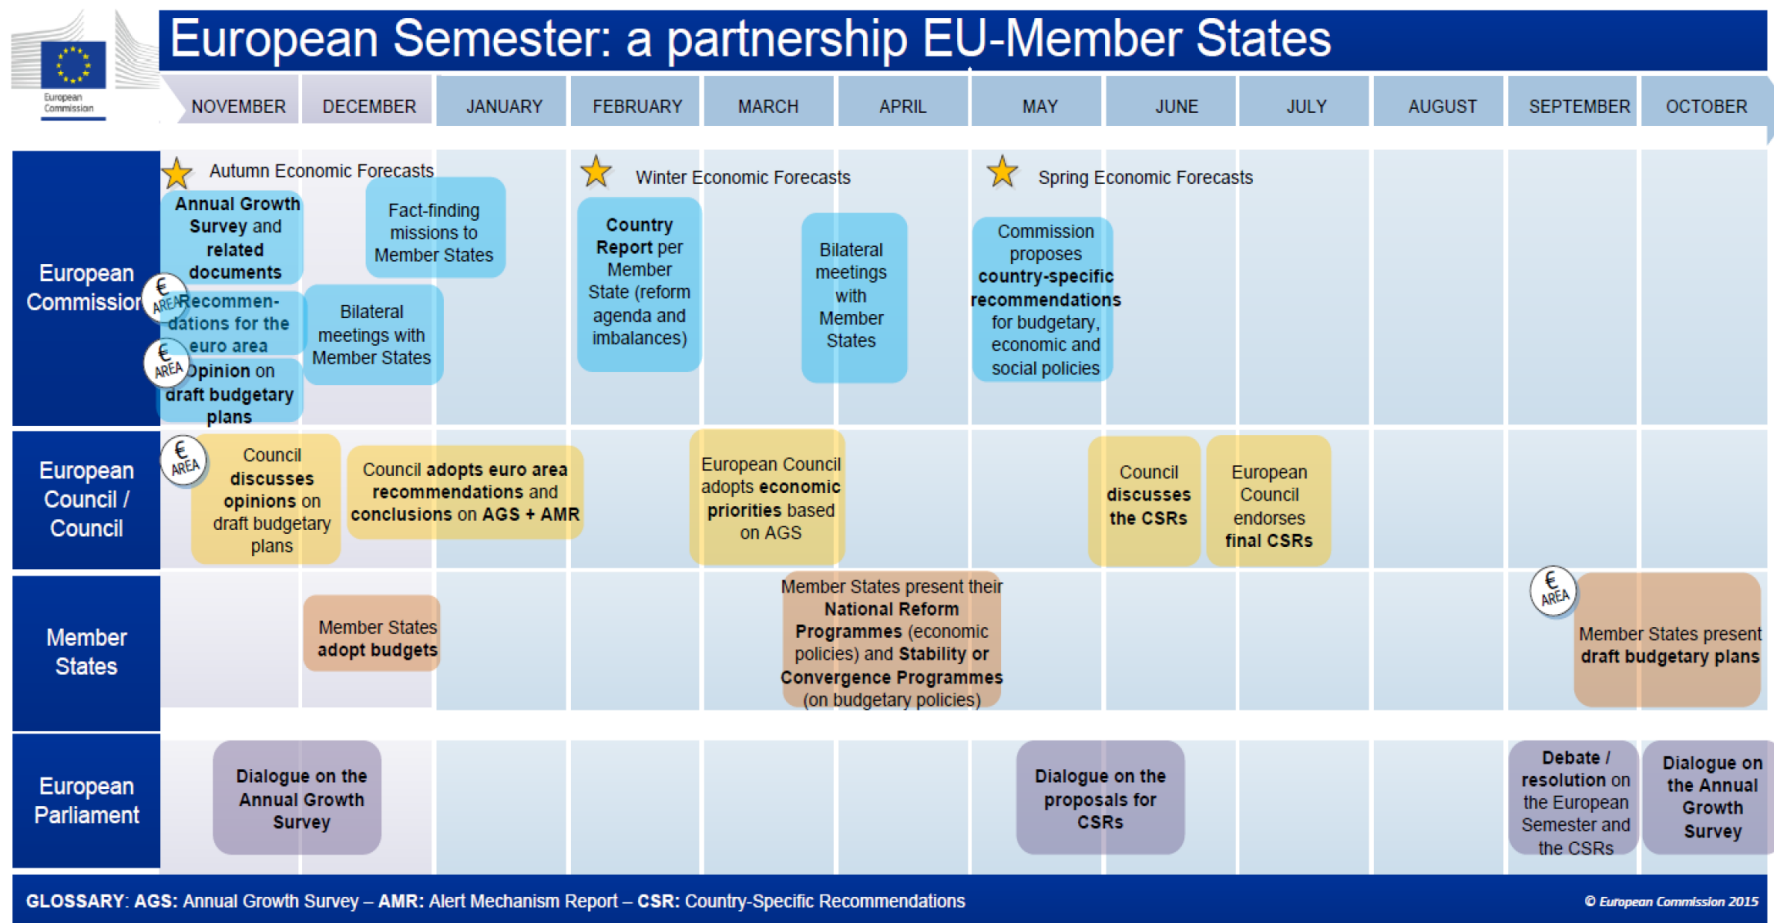 European Semester: a partnership EU-Member States
European
Commission
NOVEMBER
DECEMBER
JANUARY
FEBRUARY
MARCH
APRIL
MAY
JUNE
JULY
AUGUST
SEPTEMBER
OCTOBER
European
Commission
Autumn Economic Forecasts
Winter Economic Forecasts
Spring Economic Forecasts
Annual Growth
Survey and
related
documents
€
AREA
Recommen-
dations for the
euro area
€
AREA
Opinion on
draft budgetary
plans
Fact-finding
missions to
Member States
Bilateral
meetings with
Member States
Country
Report per
Member
State (reform
agenda and
imbalances)
Bilateral
meetings
with
Member
States
Commission
proposes
country-specific
recommendations
for budgetary,
economic and
social policies
European
Council /
Council
€
AREA
Council
discusses
opinions on
draft budgetary
plans
Council adopts euro area
recommendations and
conclusions on AGS + AMR
European Council
adopts economic
priorities based
on AGS
Council
discusses
the CSRs
European
Council
endorses
final CSRs
Member
States
Member States
adopt budgets
Member States present their
National Reform
Programmes (economic
policies) and Stability or
Convergence Programmes
(on budgetary policies)
€
AREA
Member States present
draft budgetary plans
European
Parliament
Dialogue on the
Annual Growth
Survey
Dialogue on the
proposals for
CSRs
Debate /
resolution on
the European
Semester and
the CSRs
Dialogue on
the Annual
Growth
Survey
GLOSSARY: AGS: Annual Growth Survey – AMR: Alert Mechanism Report – CSR: Country-Specific Recommendations
© European Commission 2015